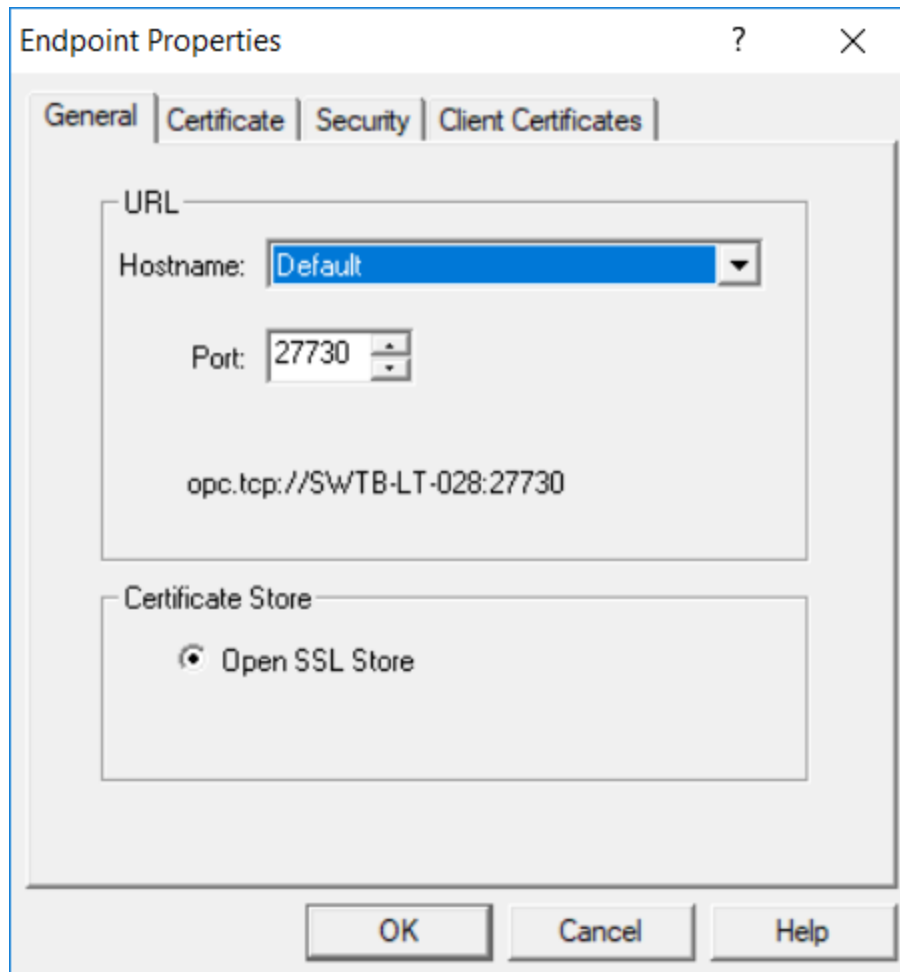 Endpoint Properties ?
General Certificate Security Client Certificates
URL
Hostname: Default
Port: 27730
opc.tcp://SWTB-LT-028:27730
Certificate Store
Open SSL Store
OK Cancel Help